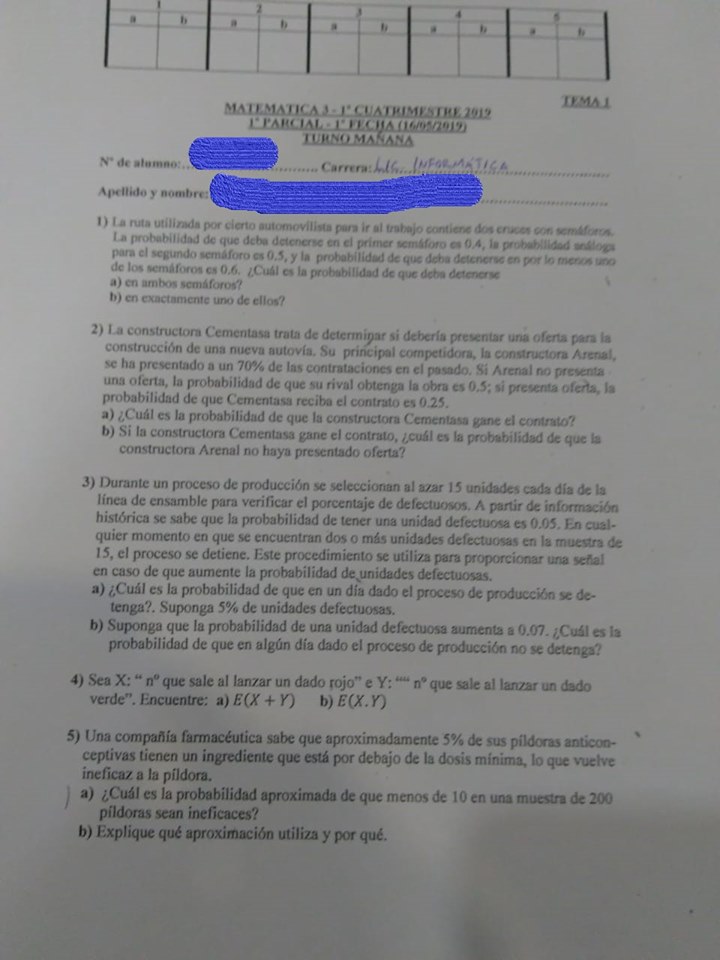 1 2 3 4 5
a b a b a b a b a b
TEMA 1
MATEMATICA 3 - 1° CUATRIMESTRE 2019
1° PARCIAL - 1° FECHA (16/05/2019)
TURNO MAÑANA
N° de alumno: Carrera: LIC. INFORMÁTICA
Apellido y nombre:
1) La ruta utilizada por cierto automovilista para ir al trabajo contiene dos cruces con semáforos.
La probabilidad de que deba detenerse en el primer semáforo es 0.4, la probabilidad análoga
para el segundo semáforo es 0.5, y la probabilidad de que deba detenerse en por lo menos uno
de los semáforos es 0.6. ¿Cuál es la probabilidad de que deba detenerse
a) en ambos semáforos?
b) en exactamente uno de ellos?
2) La constructora Cementasa trata de determinar si debería presentar una oferta para la
construcción de una nueva autovía. Su principal competidora, la constructora Arenal,
se ha presentado a un 70% de las contrataciones en el pasado. Si Arenal no presenta
una oferta, la probabilidad de que su rival obtenga la obra es 0.5; si presenta oferta, la
probabilidad de que Cementasa reciba el contrato es 0.25.
a) ¿Cuál es la probabilidad de que la constructora Cementasa gane el contrato?
b) Si la constructora Cementasa gane el contrato, ¿cuál es la probabilidad de que la
constructora Arenal no haya presentado oferta?
3) Durante un proceso de producción se seleccionan al azar 15 unidades cada día de la
línea de ensamble para verificar el porcentaje de defectuosos. A partir de información
histórica se sabe que la probabilidad de tener una unidad defectuosa es 0.05. En cual-
quier momento en que se encuentran dos o más unidades defectuosas en la muestra de
15, el proceso se detiene. Este procedimiento se utiliza para proporcionar una señal
en caso de que aumente la probabilidad de unidades defectuosas.
a) ¿Cuál es la probabilidad de que en un día dado el proceso de producción se de-
tenga?. Suponga 5% de unidades defectuosas.
b) Suponga que la probabilidad de una unidad defectuosa aumenta a 0.07. ¿Cuál es la
probabilidad de que en algún día dado el proceso de producción no se detenga?
4) Sea X: “ nº que sale al lanzar un dado rojo” e Y: ““ nº que sale al lanzar un dado
verde”. Encuentre: a) E(X + Y) b) E(X.Y)
5) Una compañía farmacéutica sabe que aproximadamente 5% de sus píldoras anticon-
ceptivas tienen un ingrediente que está por debajo de la dosis mínima, lo que vuelve
ineficaz a la píldora.
a) ¿Cuál es la probabilidad aproximada de que menos de 10 en una muestra de 200
píldoras sean ineficaces?
b) Explique qué aproximación utiliza y por qué.